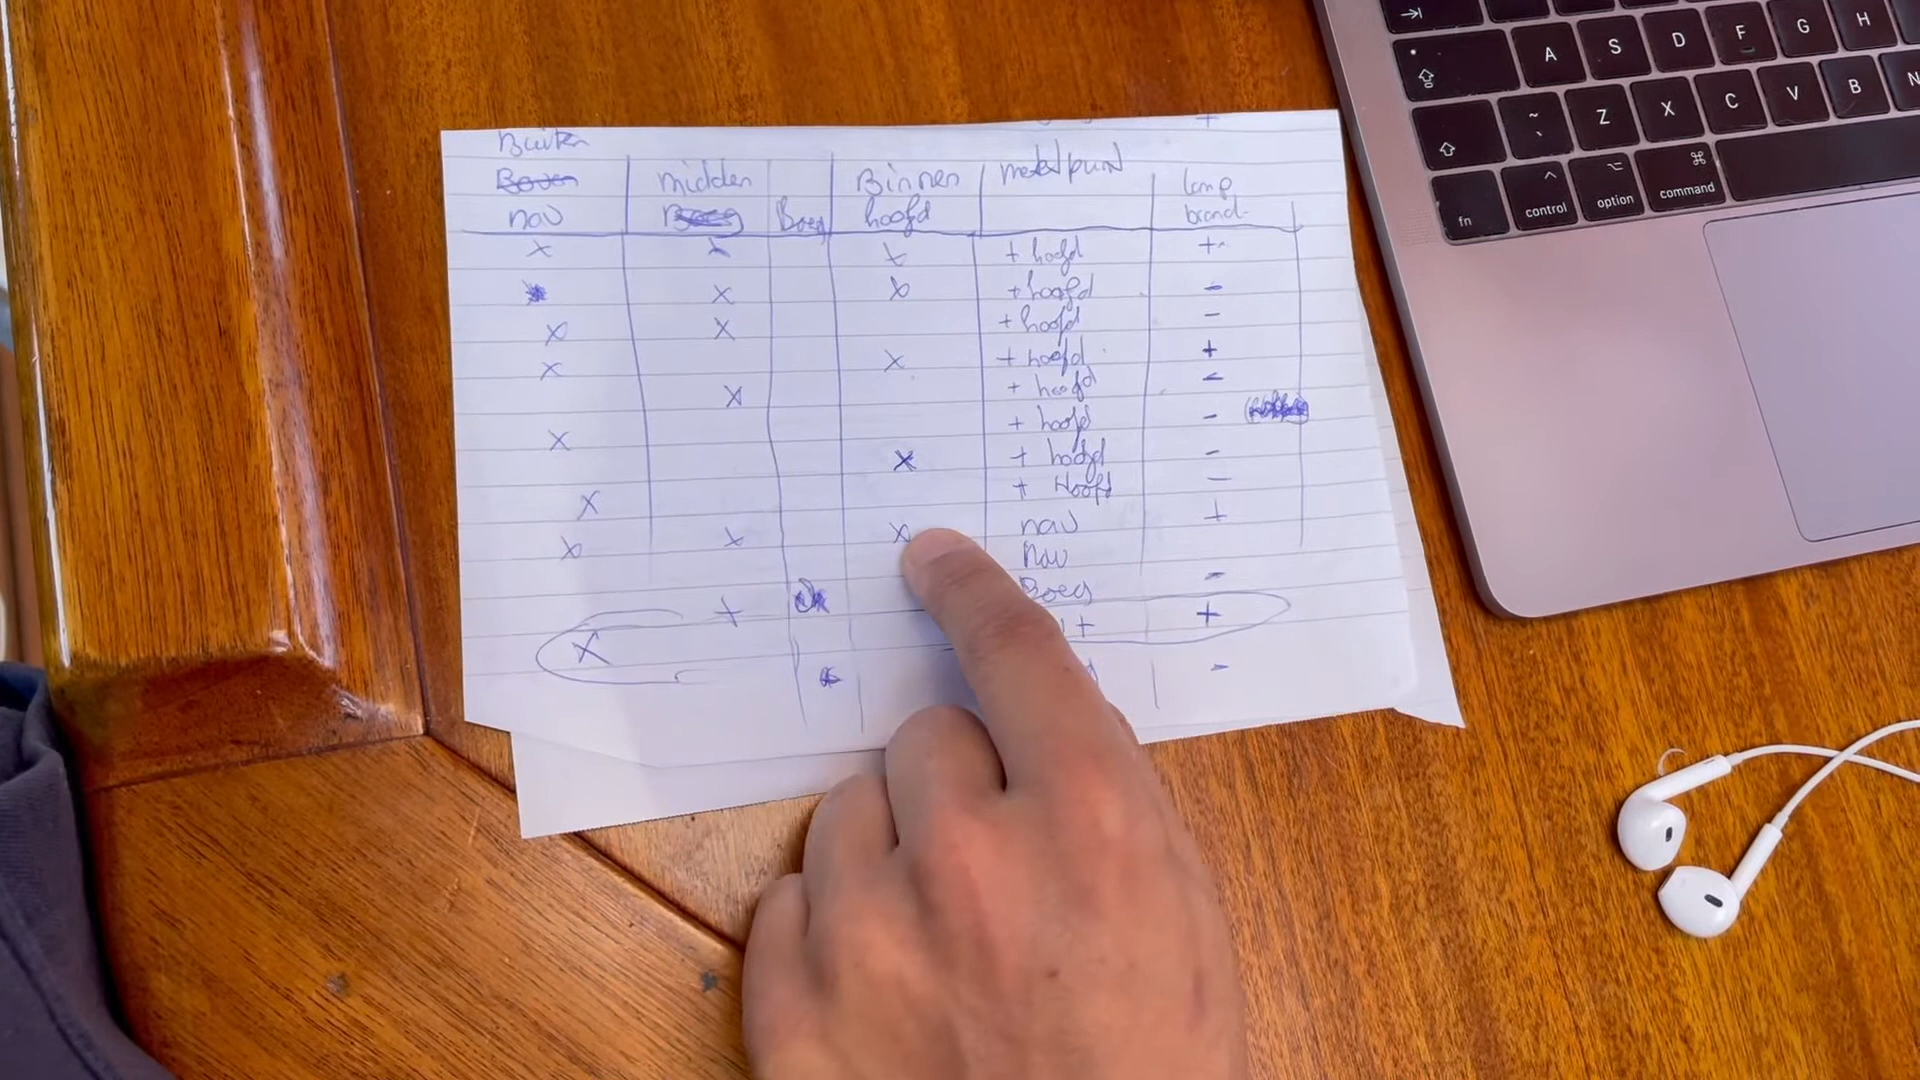 Buiten
Boven midden Binnen meetpunt lamp
nav Boeg Boeg hoofd brand
x x x + hoofd +
x x + hoofd -
x x + hoofd -
x x + hoofd +
x + hoofd -
x + hoofd -
x + hoofd -
+ Hoofd -
x nav +
x x x nav
Boeg -
+ +
x +
-
A S D F G H
Z X C V B N
fn control option command